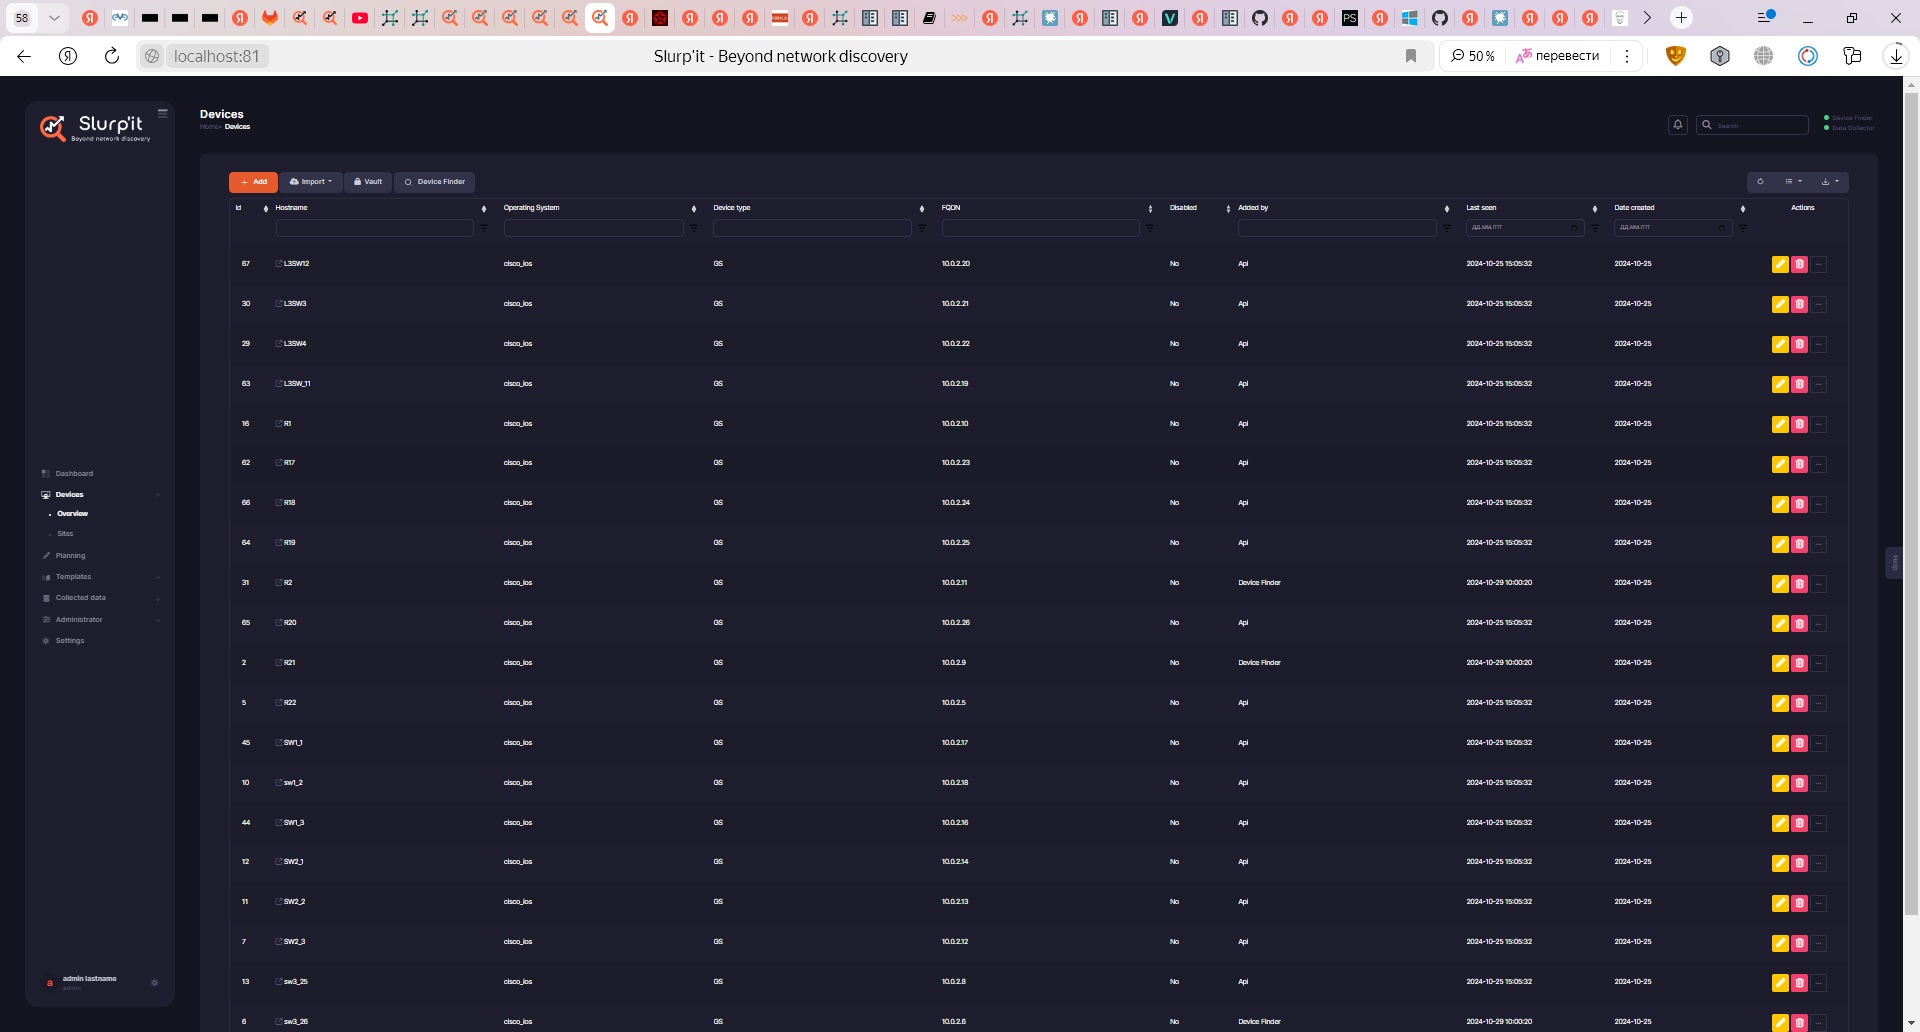 58
localhost:81
Slurp'it - Beyond network discovery
50 %
перевести
Slurp'it
Beyond network discovery
Devices
Home• Devices
Search
Device Finder
Data Collector
Add
Import
Vault
Device Finder
Id Hostname Operating System Device type FQDN Disabled Added by Last seen Date created Actions
ДД.ММ.ГГГГ ДД.ММ.ГГГГ
67 L3SW12 cisco_ios GS 10.0.2.20 No Api 2024-10-25 15:05:32 2024-10-25
30 L3SW3 cisco_ios GS 10.0.2.21 No Api 2024-10-25 15:05:32 2024-10-25
29 L3SW4 cisco_ios GS 10.0.2.22 No Api 2024-10-25 15:05:32 2024-10-25
63 L3SW_11 cisco_ios GS 10.0.2.19 No Api 2024-10-25 15:05:32 2024-10-25
16 R1 cisco_ios GS 10.0.2.10 No Api 2024-10-25 15:05:32 2024-10-25
62 R17 cisco_ios GS 10.0.2.23 No Api 2024-10-25 15:05:32 2024-10-25
66 R18 cisco_ios GS 10.0.2.24 No Api 2024-10-25 15:05:32 2024-10-25
64 R19 cisco_ios GS 10.0.2.25 No Api 2024-10-25 15:05:32 2024-10-25
31 R2 cisco_ios GS 10.0.2.11 No Device Finder 2024-10-29 10:00:20 2024-10-25
65 R20 cisco_ios GS 10.0.2.26 No Api 2024-10-25 15:05:32 2024-10-25
2 R21 cisco_ios GS 10.0.2.9 No Device Finder 2024-10-29 10:00:20 2024-10-25
5 R22 cisco_ios GS 10.0.2.5 No Api 2024-10-25 15:05:32 2024-10-25
45 SW1_1 cisco_ios GS 10.0.2.17 No Api 2024-10-25 15:05:32 2024-10-25
10 sw1_2 cisco_ios GS 10.0.2.18 No Api 2024-10-25 15:05:32 2024-10-25
44 SW1_3 cisco_ios GS 10.0.2.16 No Api 2024-10-25 15:05:32 2024-10-25
12 SW2_1 cisco_ios GS 10.0.2.14 No Api 2024-10-25 15:05:32 2024-10-25
11 SW2_2 cisco_ios GS 10.0.2.13 No Api 2024-10-25 15:05:32 2024-10-25
7 SW2_3 cisco_ios GS 10.0.2.12 No Api 2024-10-25 15:05:32 2024-10-25
13 sw3_25 cisco_ios GS 10.0.2.8 No Api 2024-10-25 15:05:32 2024-10-25
6 sw3_26 cisco_ios GS 10.0.2.6 No Device Finder 2024-10-29 10:00:20 2024-10-25
Dashboard
Devices
Overview
Sites
Planning
Templates
Collected data
Administrator
Settings
a
admin lastname
admin
Help